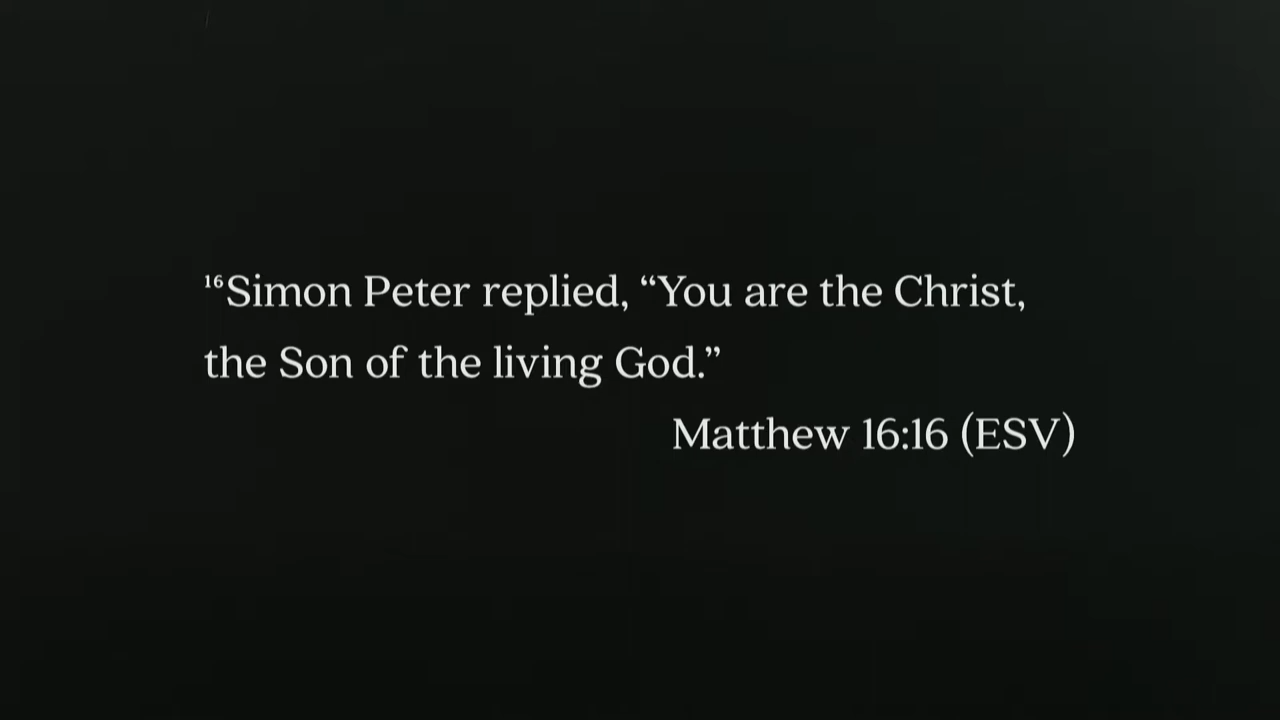 ¹⁶Simon Peter replied, “You are the Christ,
the Son of the living God.”
Matthew 16:16 (ESV)